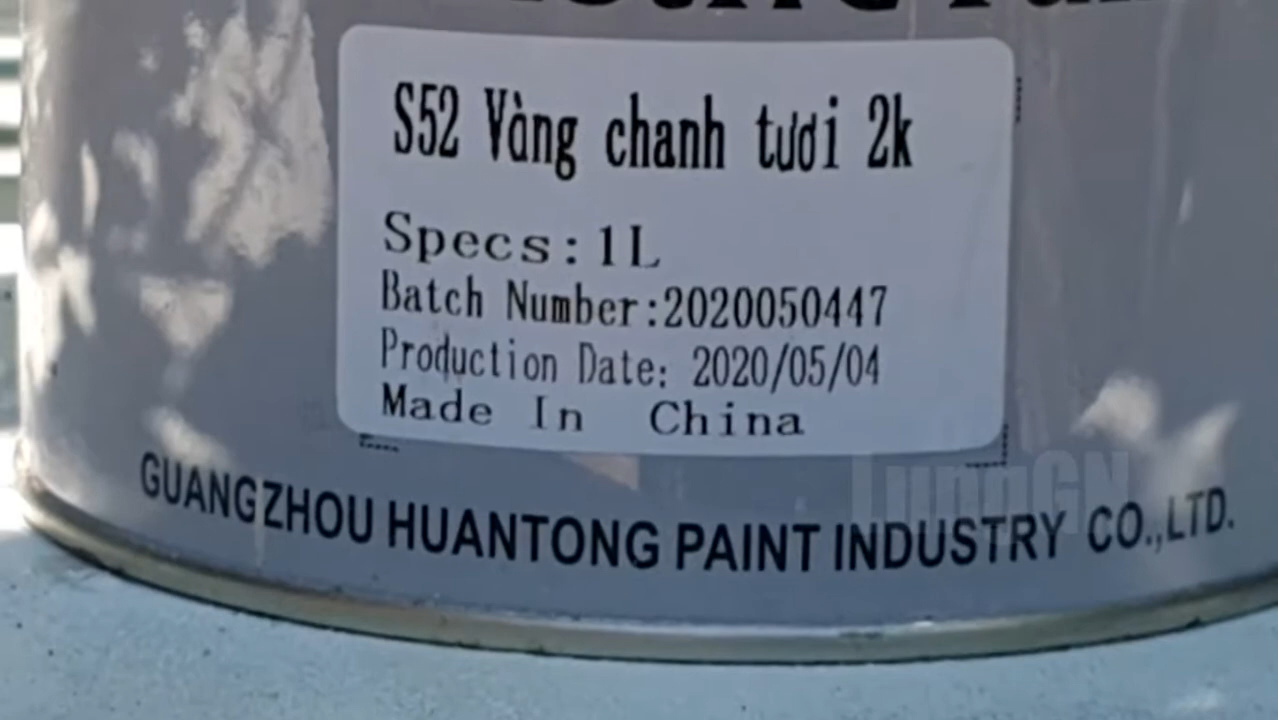 S52 Vàng chanh tươi 2k
Specs:1L
Batch Number:2020050447
Production Date: 2020/05/04
Made In China
GUANGZHOU HUANTONG PAINT INDUSTRY CO.,LTD.